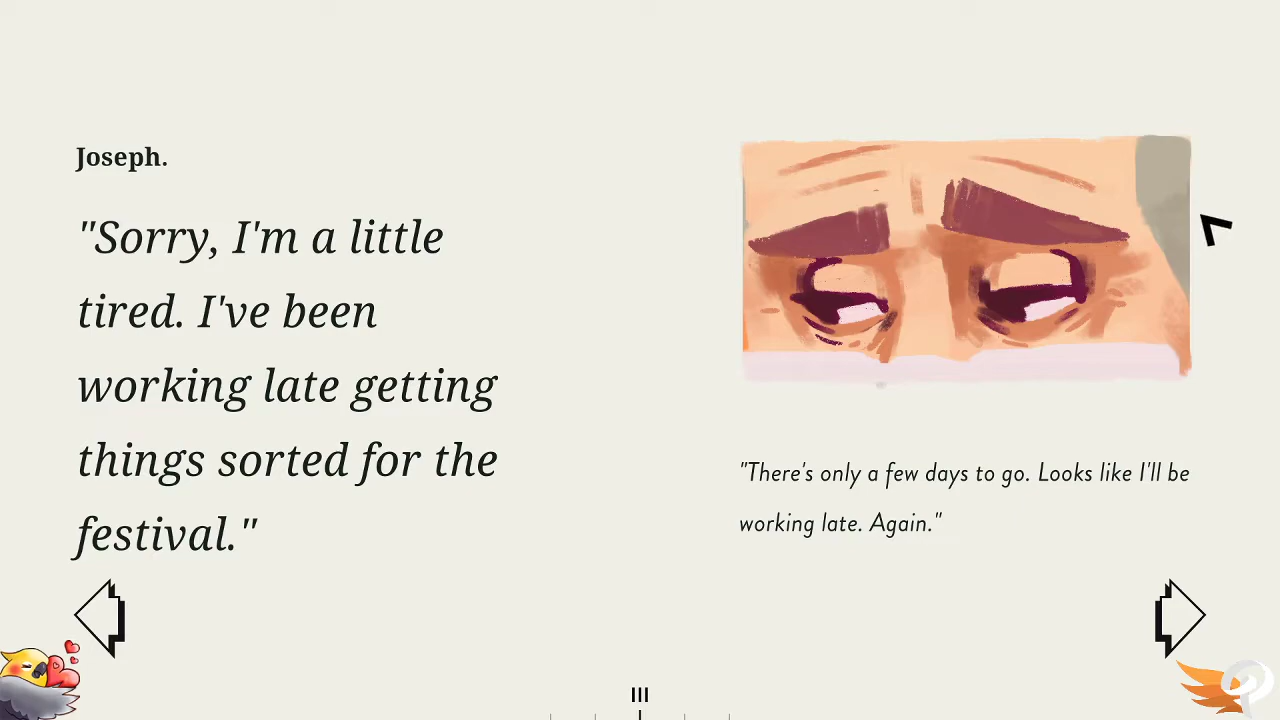 Joseph.
"Sorry, I'm a little
tired. I've been
working late getting
things sorted for the
festival."
"There's only a few days to go. Looks like I'll be
working late. Again."
III